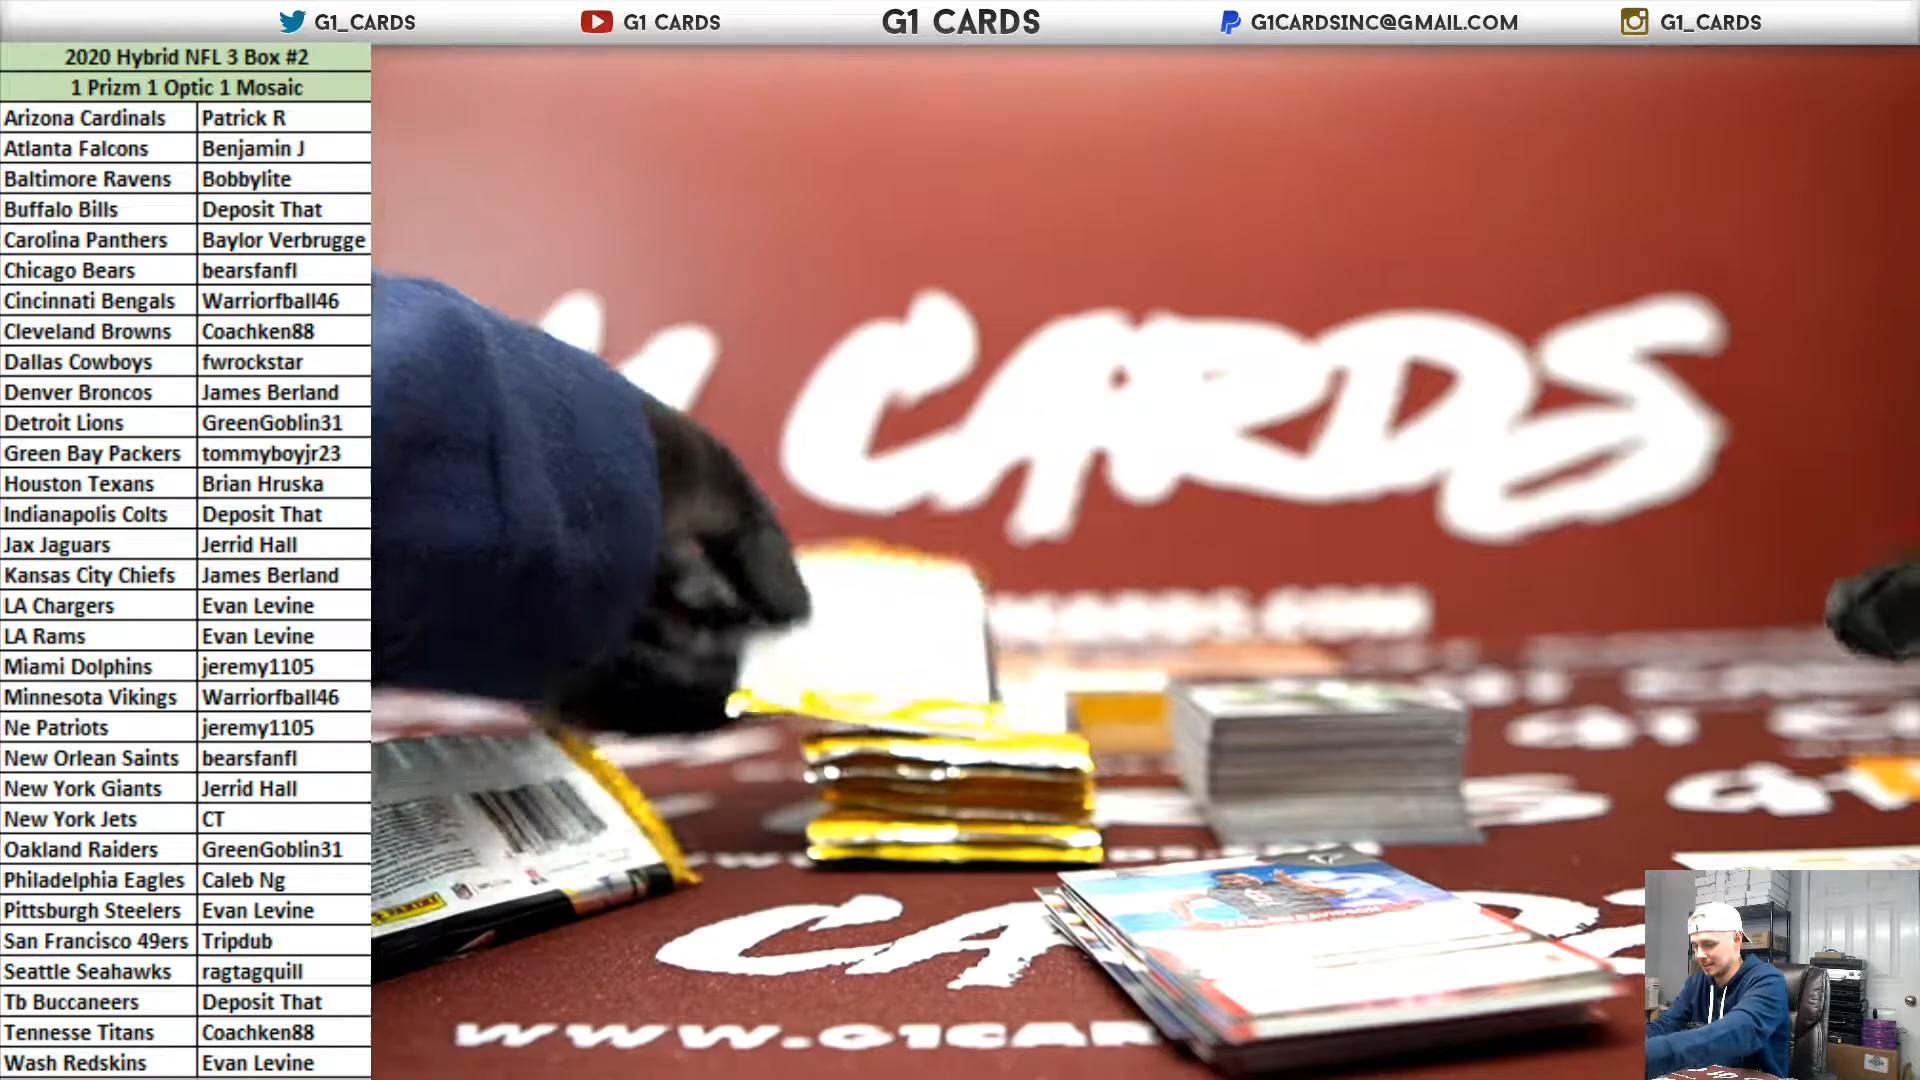 G1_CARDS
G1 CARDS
G1 CARDS
G1CARDSINC@GMAIL.COM
G1_CARDS
2020 Hybrid NFL 3 Box #2
1 Prizm 1 Optic 1 Mosaic
Arizona Cardinals Patrick R
Atlanta Falcons Benjamin J
Baltimore Ravens Bobbylite
Buffalo Bills Deposit That
Carolina Panthers Baylor Verbrugge
Chicago Bears bearsfanfl
Cincinnati Bengals Warriorfball46
Cleveland Browns Coachken88
Dallas Cowboys fwrockstar
Denver Broncos James Berland
Detroit Lions GreenGoblin31
Green Bay Packers tommyboyjr23
Houston Texans Brian Hruska
Indianapolis Colts Deposit That
Jax Jaguars Jerrid Hall
Kansas City Chiefs James Berland
LA Chargers Evan Levine
LA Rams Evan Levine
Miami Dolphins jeremy1105
Minnesota Vikings Warriorfball46
Ne Patriots jeremy1105
New Orlean Saints bearsfanfl
New York Giants Jerrid Hall
New York Jets CT
Oakland Raiders GreenGoblin31
Philadelphia Eagles Caleb Ng
Pittsburgh Steelers Evan Levine
San Francisco 49ers Tripdub
Seattle Seahawks ragtagquill
Tb Buccaneers Deposit That
Tennesse Titans Coachken88
Wash Redskins Evan Levine
CARDS
PANINI
CA
WWW.G1CAR